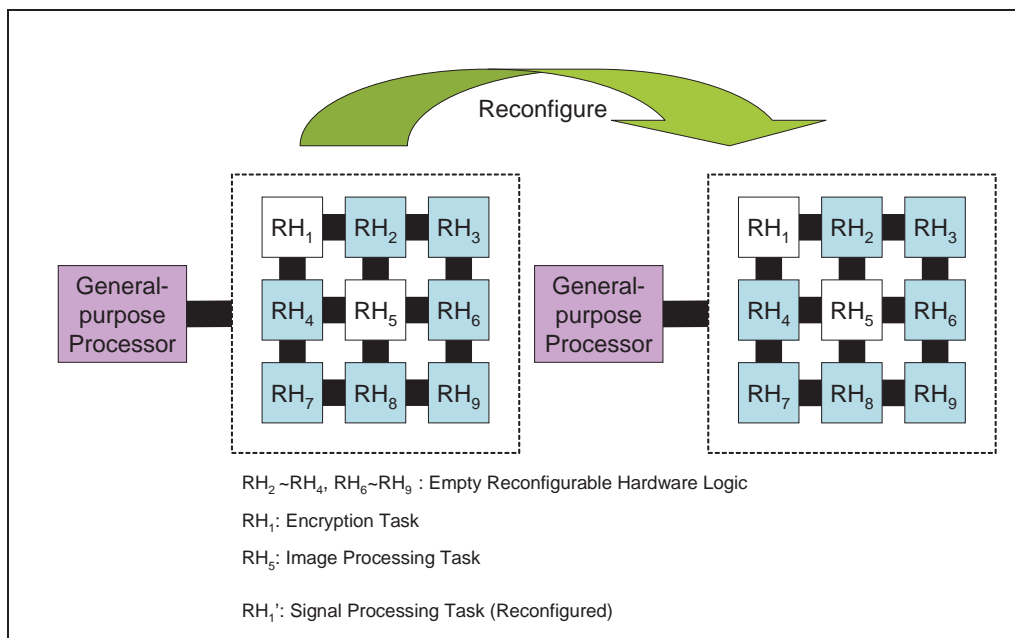 Reconfigure
RH₁ RH₂ RH₃
RH₄ RH₅ RH₆
RH₇ RH₈ RH₉
General-
purpose
Processor
RH₁ RH₂ RH₃
RH₄ RH₅ RH₆
RH₇ RH₈ RH₉
General-
purpose
Processor
RH₂ ~RH₄, RH₆~RH₉ : Empty Reconfigurable Hardware Logic
RH₁: Encryption Task
RH₅: Image Processing Task
RH₁': Signal Processing Task (Reconfigured)